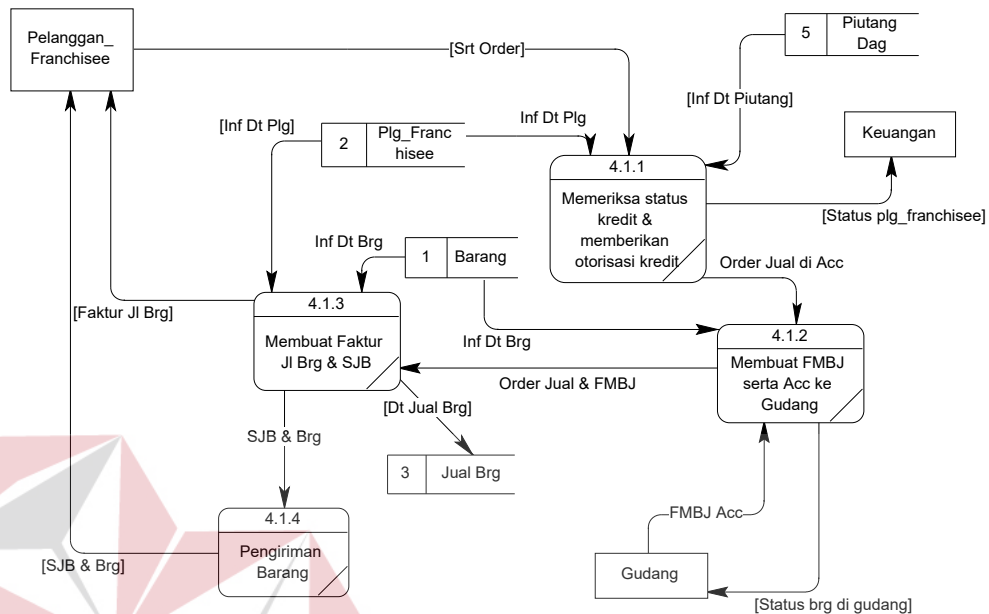 Pelanggan_
Franchisee
[Srt Order]
5
Piutang
Dag
[Inf Dt Piutang]
Keuangan
[Status plg_franchisee]
[Inf Dt Plg]
2
Plg_Franc
hisee
Inf Dt Plg
4.1.1
Memeriksa status
kredit &
memberikan
otorisasi kredit
Order Jual di Acc
Inf Dt Brg
1
Barang
[Faktur Jl Brg]
4.1.3
Membuat Faktur
Jl Brg & SJB
Inf Dt Brg
4.1.2
Membuat FMBJ
serta Acc ke
Gudang
Order Jual & FMBJ
[Dt Jual Brg]
SJB & Brg
3
Jual Brg
4.1.4
Pengiriman
Barang
[SJB & Brg]
FMBJ Acc
Gudang
[Status brg di gudang]